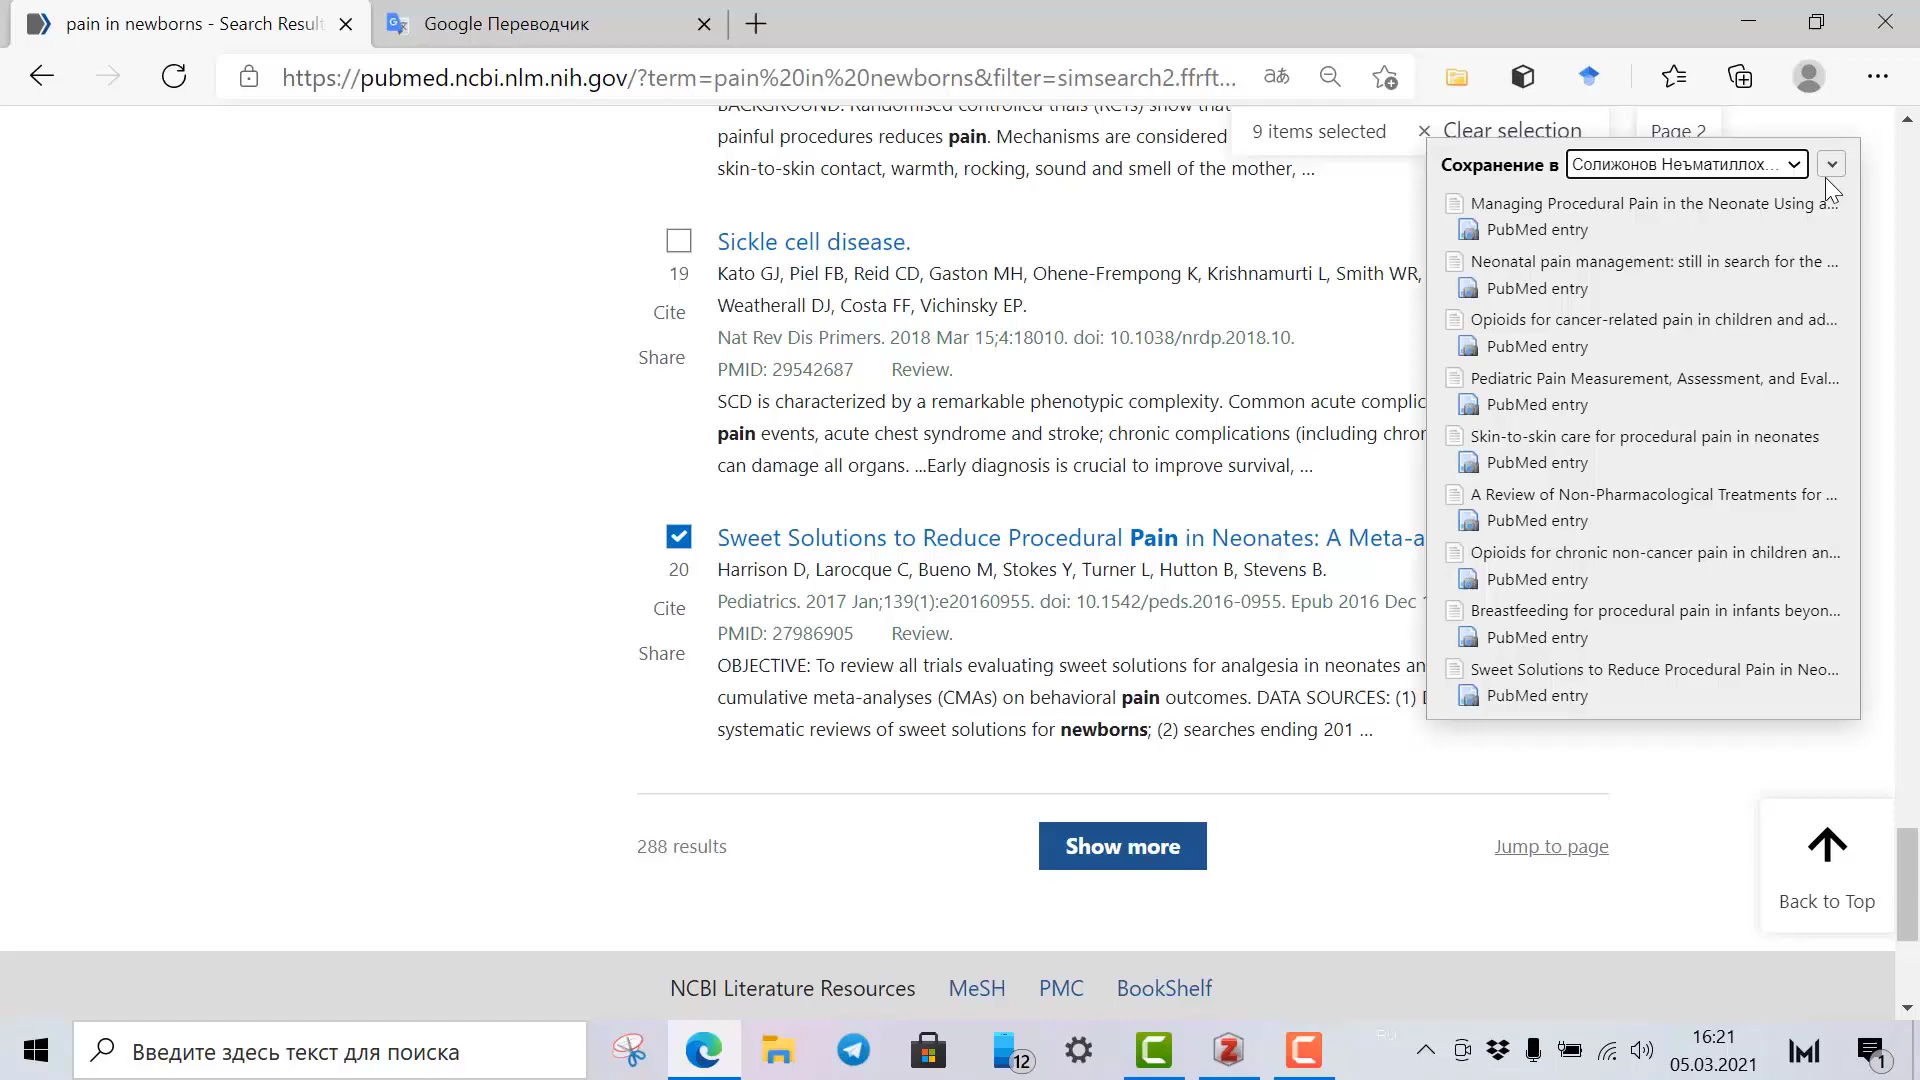 pain in newborns - Search Result
Google Переводчик
https://pubmed.ncbi.nlm.nih.gov/?term=pain%20in%20newborns&filter=simsearch2.ffrft...
painful procedures reduces pain. Mechanisms are considered
skin-to-skin contact, warmth, rocking, sound and smell of the mother, ...
9 items selected
× Clear selection
Page 2
Sickle cell disease.
19
Kato GJ, Piel FB, Reid CD, Gaston MH, Ohene-Frempong K, Krishnamurti L, Smith WR,
Weatherall DJ, Costa FF, Vichinsky EP.
Cite
Nat Rev Dis Primers. 2018 Mar 15;4:18010. doi: 10.1038/nrdp.2018.10.
Share
PMID: 29542687 Review.
SCD is characterized by a remarkable phenotypic complexity. Common acute complic
pain events, acute chest syndrome and stroke; chronic complications (including chror
can damage all organs. ...Early diagnosis is crucial to improve survival, ...
Sweet Solutions to Reduce Procedural Pain in Neonates: A Meta-a
20
Harrison D, Larocque C, Bueno M, Stokes Y, Turner L, Hutton B, Stevens B.
Cite
Pediatrics. 2017 Jan;139(1):e20160955. doi: 10.1542/peds.2016-0955. Epub 2016 Dec
PMID: 27986905 Review.
Share
OBJECTIVE: To review all trials evaluating sweet solutions for analgesia in neonates an
cumulative meta-analyses (CMAs) on behavioral pain outcomes. DATA SOURCES: (1)
systematic reviews of sweet solutions for newborns; (2) searches ending 201 ...
Сохранение в Солижонов Неъматиллох...
Managing Procedural Pain in the Neonate Using a...
PubMed entry
Neonatal pain management: still in search for the ...
PubMed entry
Opioids for cancer-related pain in children and ad...
PubMed entry
Pediatric Pain Measurement, Assessment, and Eval...
PubMed entry
Skin-to-skin care for procedural pain in neonates
PubMed entry
A Review of Non-Pharmacological Treatments for ...
PubMed entry
Opioids for chronic non-cancer pain in children an...
PubMed entry
Breastfeeding for procedural pain in infants beyon...
PubMed entry
Sweet Solutions to Reduce Procedural Pain in Neo...
PubMed entry
288 results
Show more
Jump to page
Back to Top
NCBI Literature Resources MeSH PMC BookShelf
Введите здесь текст для поиска
12
16:21
05.03.2021
1